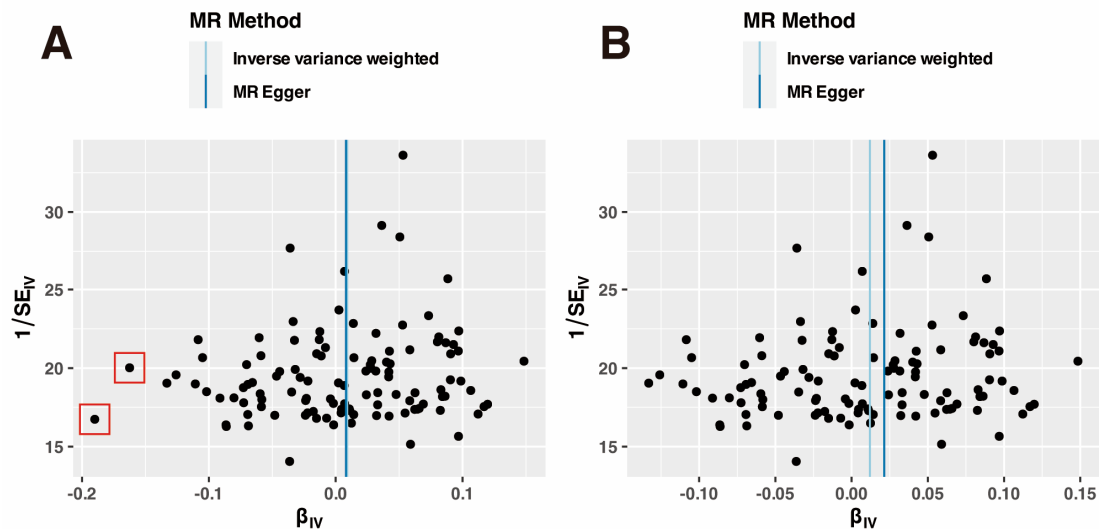 A
MR Method
Inverse variance weighted
MR Egger
1/SE_IV
30
25
20
15
-0.2
-0.1
0.0
0.1
β_IV
B
MR Method
Inverse variance weighted
MR Egger
1/SE_IV
30
25
20
15
-0.10
-0.05
0.00
0.05
0.10
0.15
β_IV